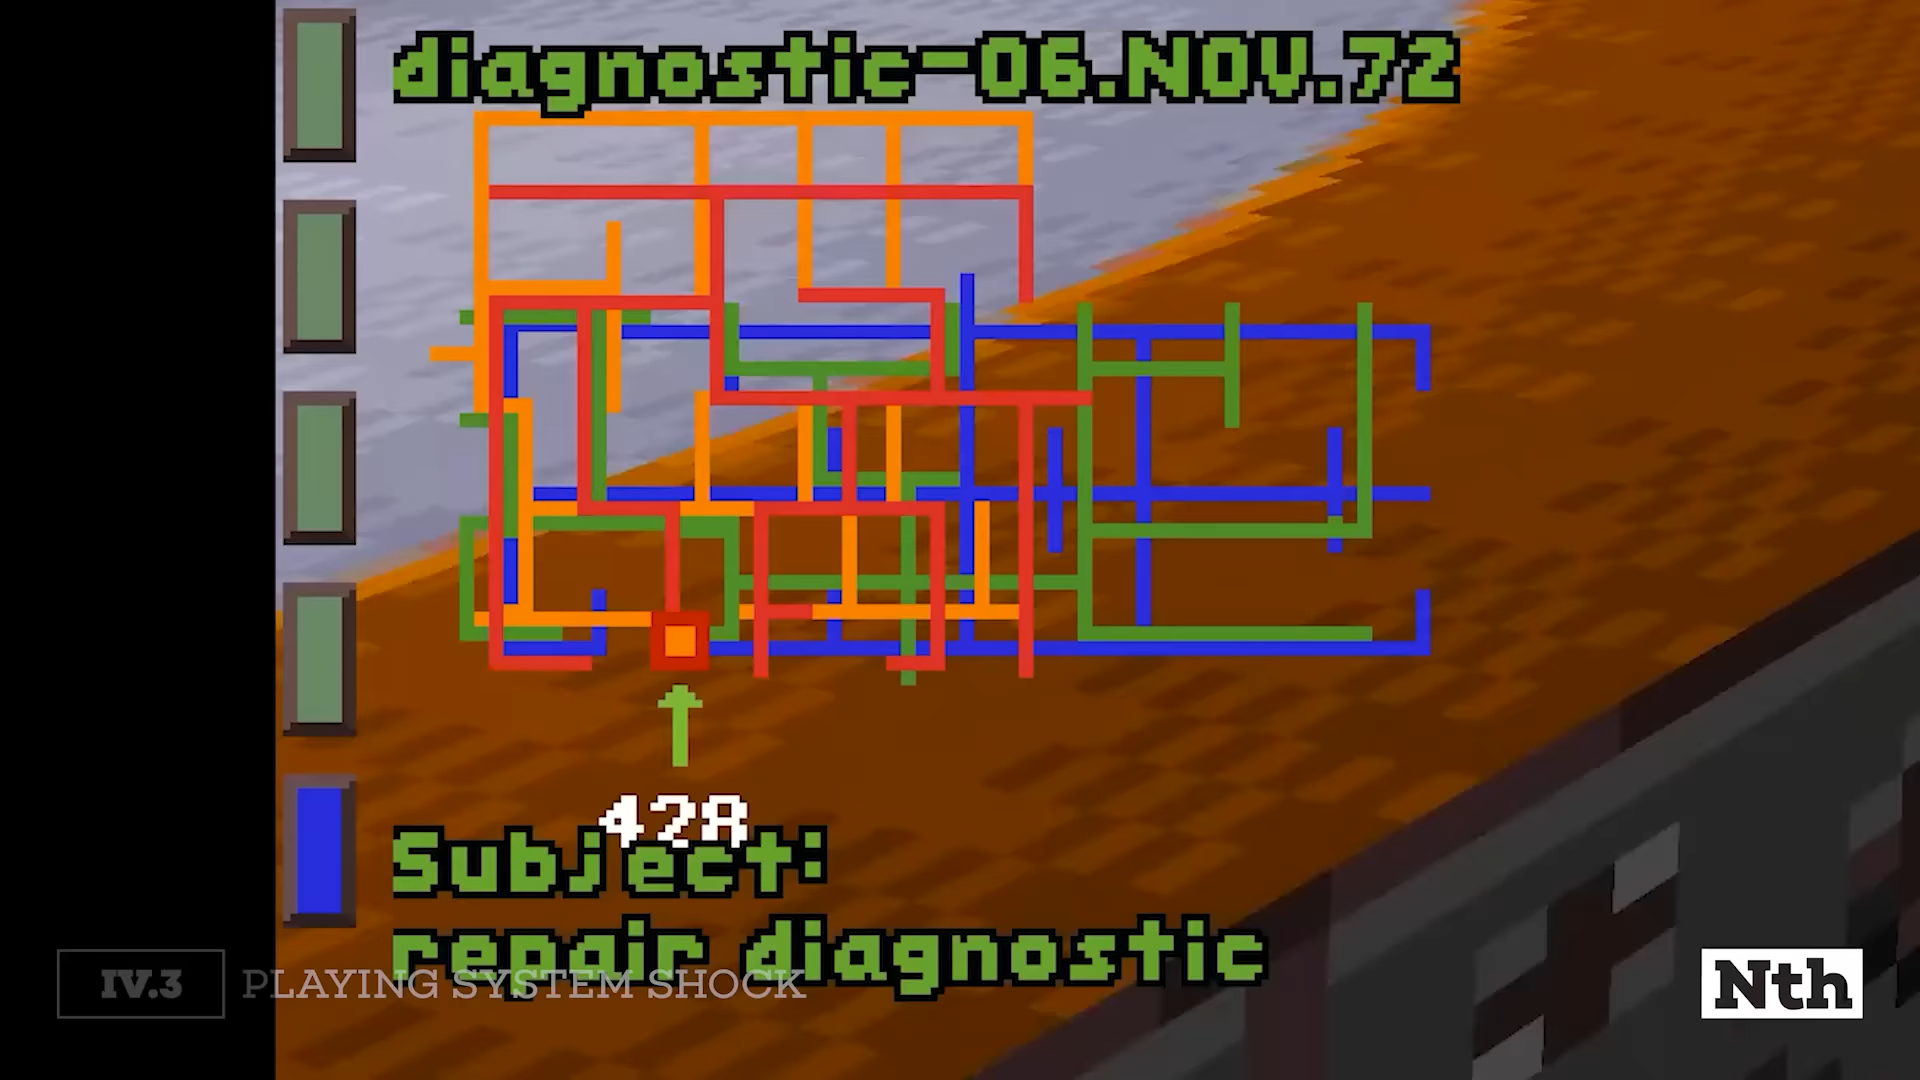 diagnostic-06.NOV.72
428
Subject:
repair diagnostic
IV.3 PLAYING SYSTEM SHOCK
Nth